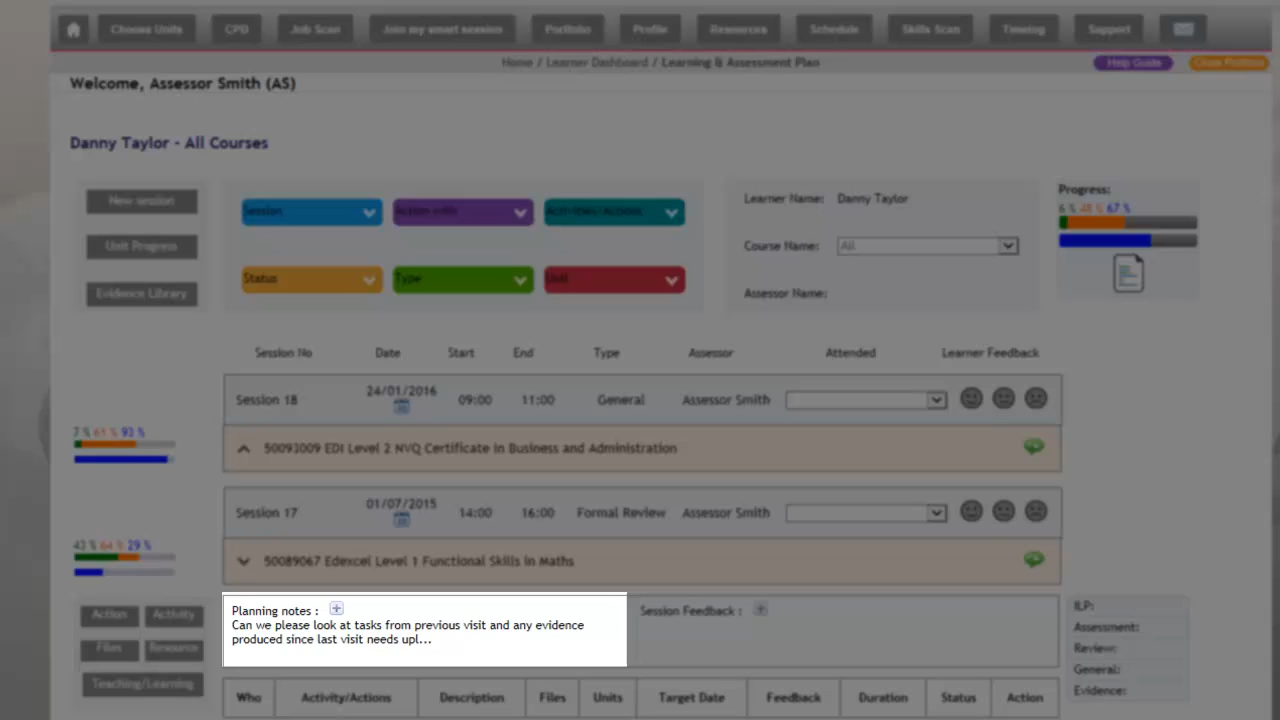 Choose Units CPD Job Scan Join my smart session Portfolio Profile Resources Schedule Skills Scan Timeing Support
Home / Learner Dashboard / Learning & Assessment Plan Help Guide Close Portfolio
Welcome, Assessor Smith (AS)
Danny Taylor - All Courses
New session
Unit Progress
Evidence Library
Session
Activities/Actions
Status
Type
Unit
Learner Name: Danny Taylor
Course Name: All
Assessor Name:
Progress:
6 % 48 % 67 %
Session No Date Start End Type Assessor Attended Learner Feedback
Session 18 24/01/2016 09:00 11:00 General Assessor Smith
7 % 61 % 93 %
50093009 EDI Level 2 NVQ Certificate in Business and Administration
Session 17 01/07/2015 14:00 16:00 Formal Review Assessor Smith
43 % 64 % 29 %
50089067 Edexcel Level 1 Functional Skills in Maths
Action Activity
Files Resource
Teaching/Learning
Planning notes :
Can we please look at tasks from previous visit and any evidence
produced since last visit needs upl...
Session Feedback :
ILP:
Assessment:
Review:
General:
Evidence:
Who Activity/Actions Description Files Units Target Date Feedback Duration Status Action